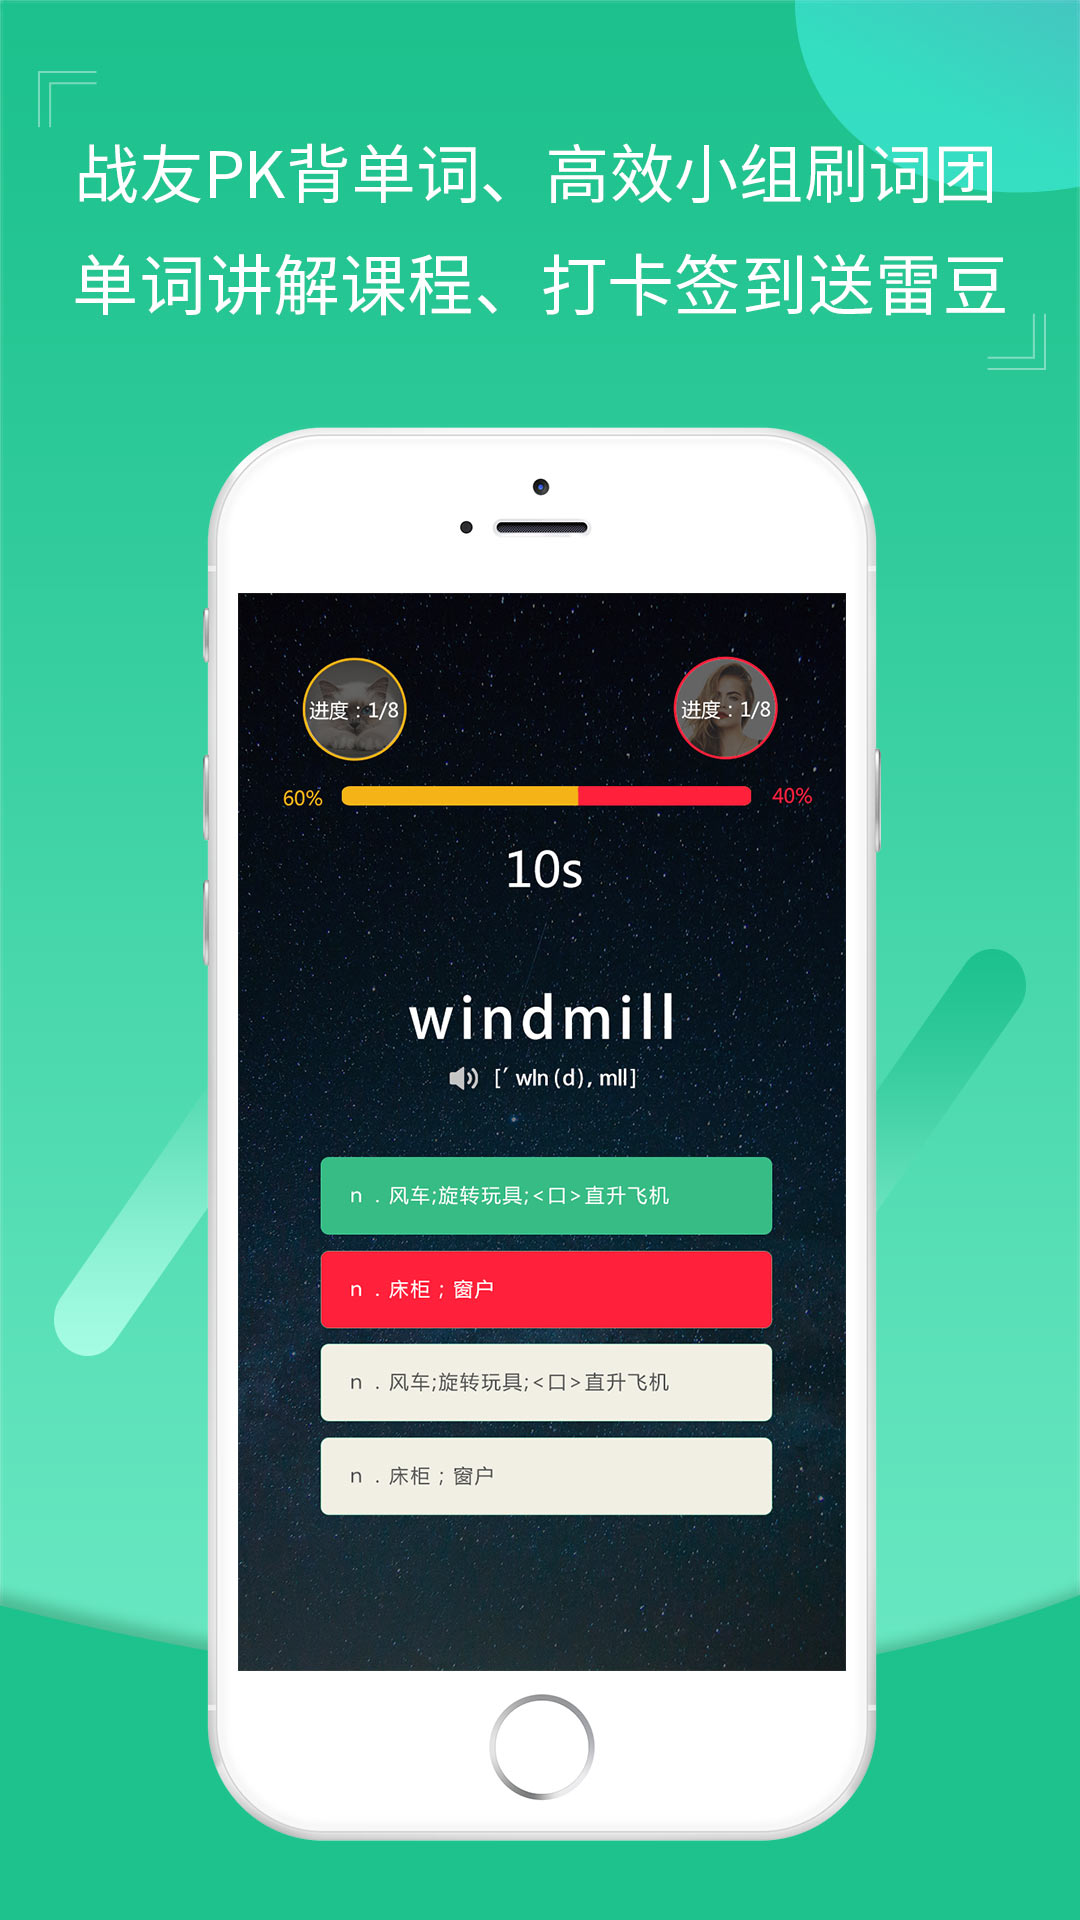 战友PK背单词、高效小组刷词团
单词讲解课程、打卡签到送雷豆
进度：1/8
进度：1/8
60%
40%
10s
windmill
[′ wln (d), mll]
n . 风车;旋转玩具;<口>直升飞机
n . 床柜；窗户
n . 风车;旋转玩具;<口>直升飞机
n . 床柜；窗户